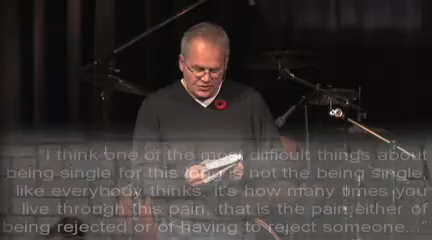 "I think one of the most difficult things about
being single for this long is not the being single,
like everybody thinks, it's how many times you
live through this pain, that is the pain either of
being rejected or of having to reject someone..."